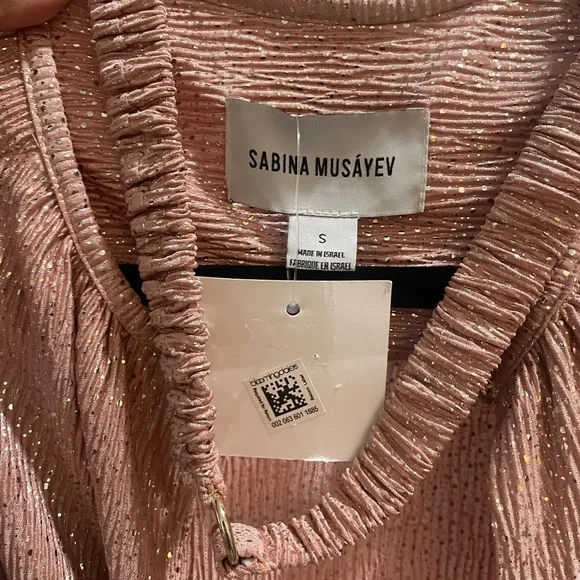 SABINA MUSÁYEV
S
MADE IN ISRAEL
FABRIQUE EN ISRAEL
bloomingdales
002 063 601 1885